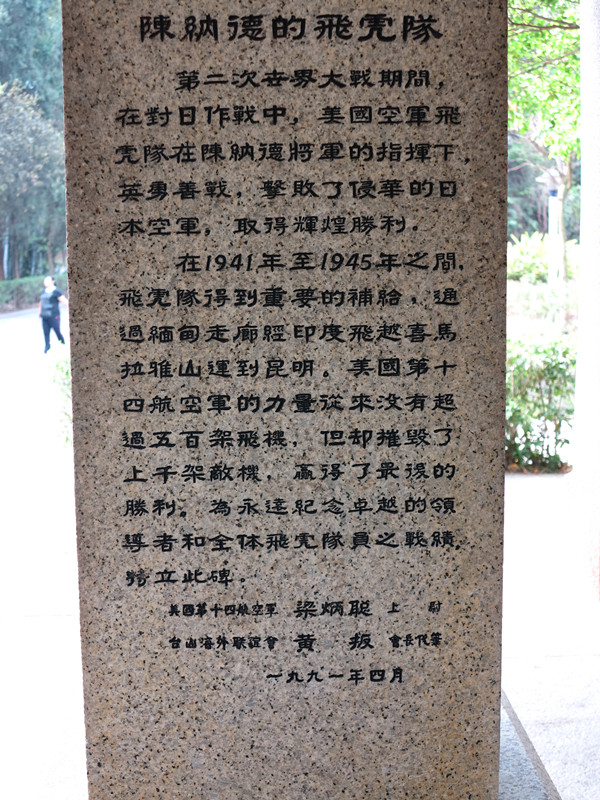 陳納德的飛虎隊
第二次世界大戰期間,
在對日作戰中，美國空軍飛
虎隊在陳納德將軍的指揮下,
英勇善戰，擊敗了侵華的日
本空軍，取得輝煌勝利。
在1941年至1945年之間,
飛虎隊得到重要的補給，通
過緬甸走廊經印度飛越喜馬
拉雅山運到昆明。美國第十
四航空軍的力量從來没有超
過五百架飛機，但却摧毀了
上千架敵機，贏得了最後的
勝利。為永遠紀念卓越的領
導者和全体飛虎隊員之戰績,
特立此碑。
美國第十四航空軍 梁炳聪 上尉
台山海外联誼會 黄 振 會長代筆
一九九一年四月